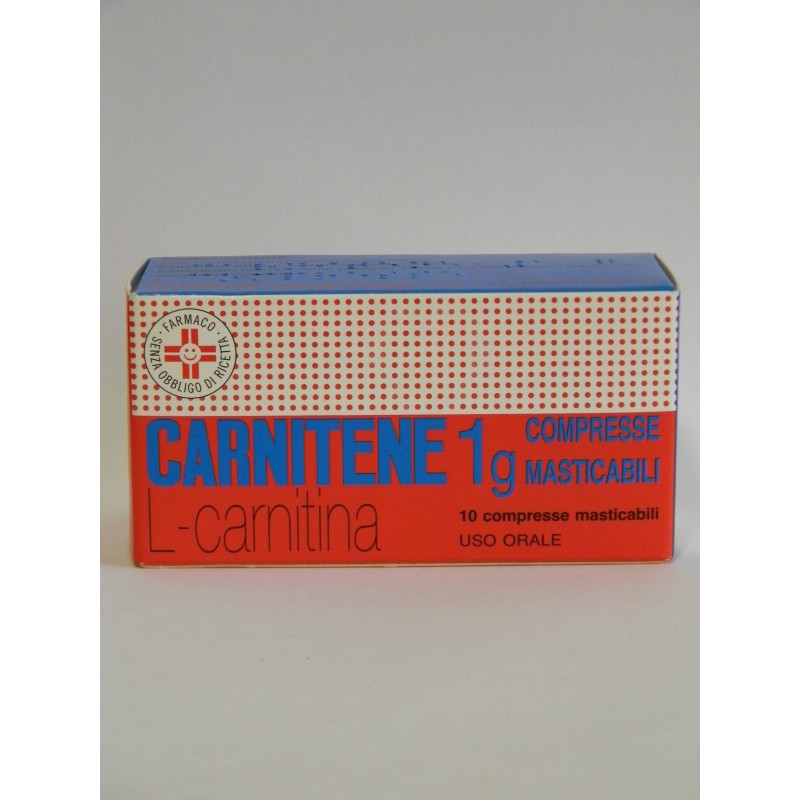 FARMACO
SENZA OBBLIGO DI RICETTA
CARNITENE 1g COMPRESSE
MASTICABILI
L-carnitina
10 compresse masticabili
USO ORALE